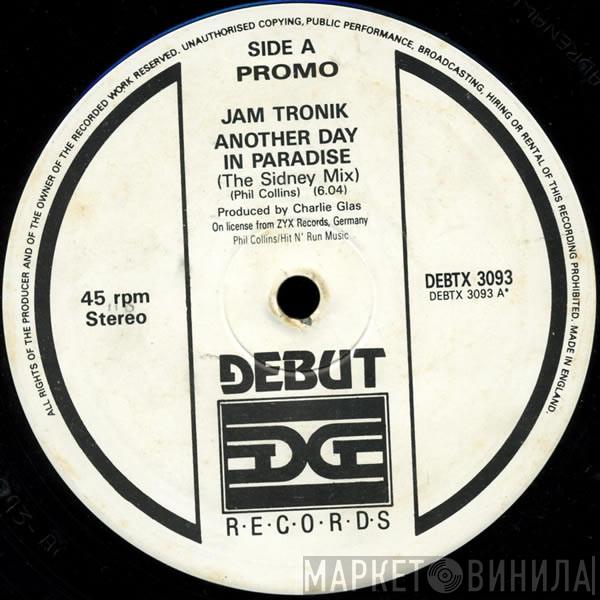 ALL RIGHTS OF THE PRODUCER AND OF THE OWNER OF THE RECORDED WORK RESERVED. UNAUTHORISED COPYING, PUBLIC PERFORMANCE, BROADCASTING, HIRING OR RENTAL OF THIS RECORDING PROHIBITED. MADE IN ENGLAND.
SIDE A
PROMO
JAM TRONIK
ANOTHER DAY
IN PARADISE
(The Sidney Mix)
(Phil Collins) (6.04)
Produced by Charlie Glas
On license from ZYX Records, Germany
Phil Collins/Hit N' Run Music
45 rpm
Stereo
DEBTX 3093
DEBTX 3093 A*
DEBUT
EDGE
R·E·C·O·R·D·S
МАРКЕТ ВИНИЛА